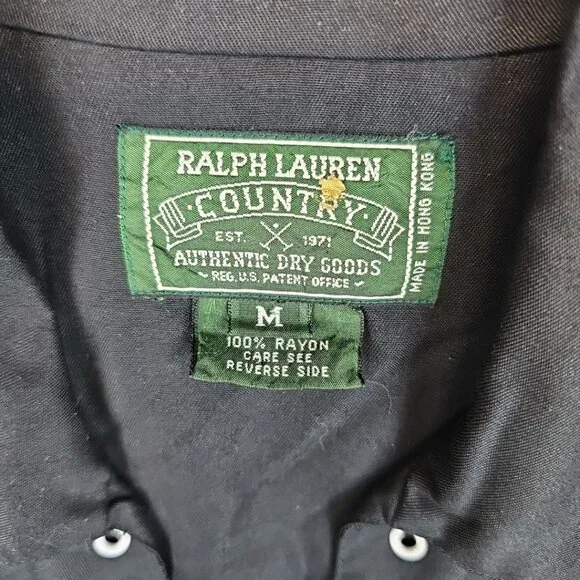 RALPH LAUREN
COUNTRY
EST. 1971
AUTHENTIC DRY GOODS
~ REG. U.S. PATENT OFFICE ~
MADE IN HONG KONG
M
100% RAYON
CARE SEE
REVERSE SIDE